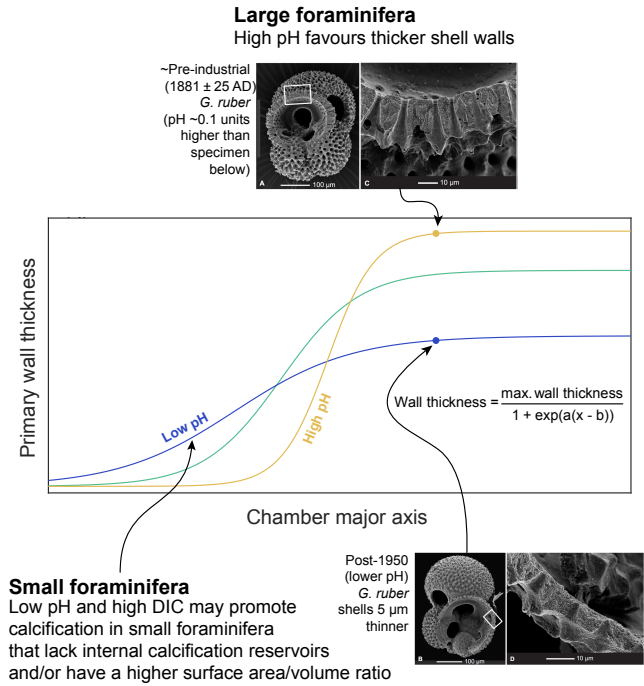 Large foraminifera
High pH favours thicker shell walls
~Pre-industrial
(1881 ± 25 AD)
G. ruber
(pH ~0.1 units
higher than
specimen
below)
A
100 µm
C
10 µm
Primary wall thickness
Low pH
High pH
Wall thickness = max. wall thickness
1 + exp(a(x - b))
Chamber major axis
Small foraminifera
Low pH and high DIC may promote
calcification in small foraminifera
that lack internal calcification reservoirs
and/or have a higher surface area/volume ratio
Post-1950
(lower pH)
G. ruber
shells 5 µm
thinner
B
100 µm
D
10 µm